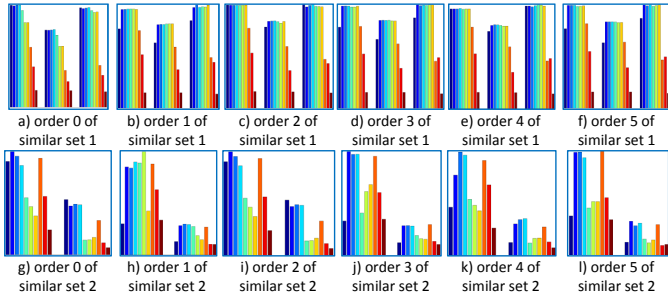 a) order 0 of b) order 1 of c) order 2 of d) order 3 of e) order 4 of f) order 5 of
similar set 1 similar set 1 similar set 1 similar set 1 similar set 1 similar set 1
g) order 0 of h) order 1 of i) order 2 of j) order 3 of k) order 4 of l) order 5 of
similar set 2 similar set 2 similar set 2 similar set 2 similar set 2 similar set 2